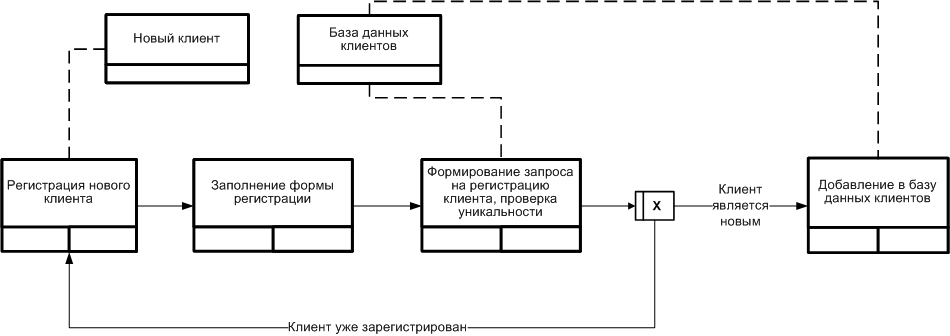 Новый клиент
База данных
клиентов
Регистрация нового
клиента
Заполнение формы
регистрации
Формирование запроса
на регистрацию
клиента, проверка
уникальности
X
Клиент
является
новым
Добавление в базу
данных клиентов
Клиент уже зарегистрирован